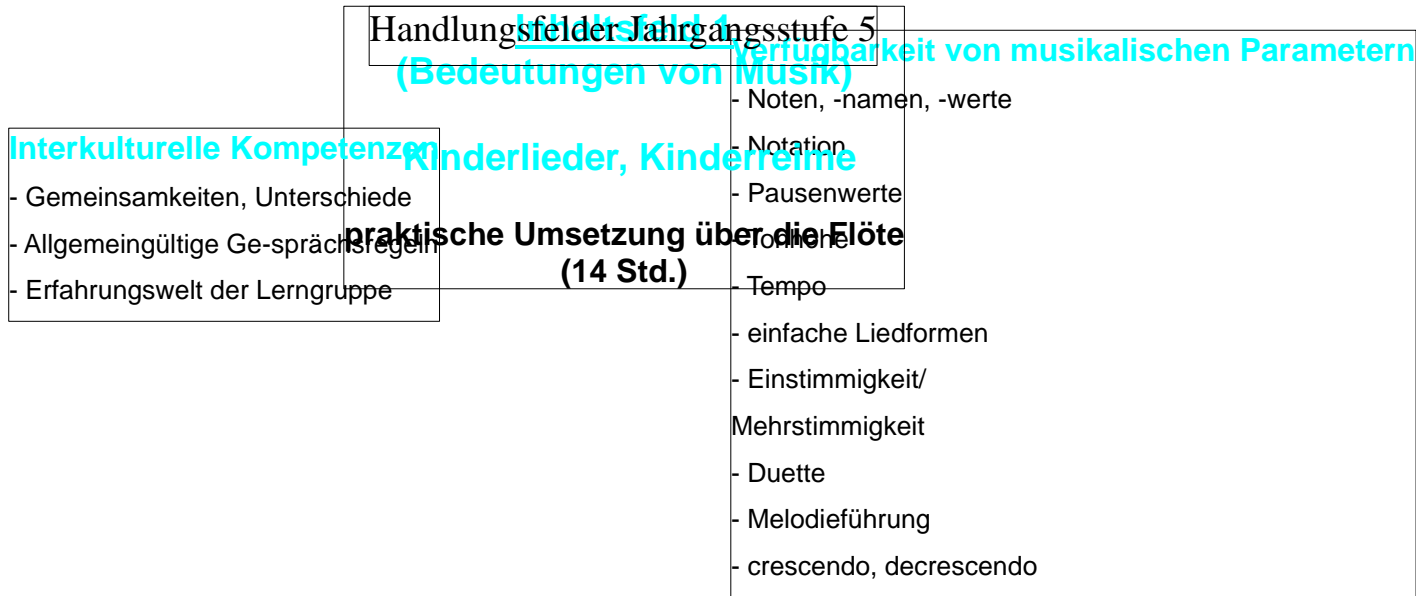 Handlungsfelder Jahrgangsstufe 5
Inhaltsfeld 1
(Bedeutungen von Musik)
Kinderlieder, Kinderreime
praktische Umsetzung über die Flöte
(14 Std.)
Interkulturelle Kompetenzen
- Gemeinsamkeiten, Unterschiede
- Allgemeingültige Ge-sprächsregeln
- Erfahrungswelt der Lerngruppe
Verfügbarkeit von musikalischen Parametern
- Noten, -namen, -werte
- Notation
- Pausenwerte
- Tonhöhe
- Tempo
- einfache Liedformen
- Einstimmigkeit/
Mehrstimmigkeit
- Duette
- Melodieführung
- crescendo, decrescendo